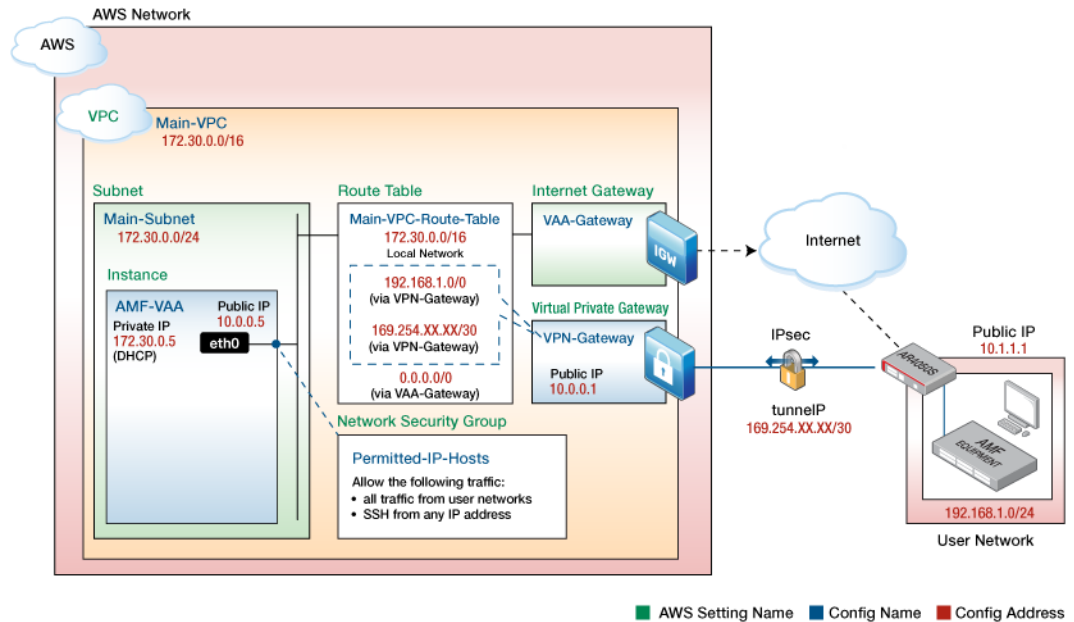 AWS Network
AWS
VPC
Main-VPC
172.30.0.0/16
Subnet
Main-Subnet
172.30.0.0/24
Instance
AMF-VAA
Private IP
172.30.0.5
(DHCP)
Public IP
10.0.0.5
eth0
Route Table
Main-VPC-Route-Table
172.30.0.0/16
Local Network
192.168.1.0/0
(via VPN-Gateway)
169.254.XX.XX/30
(via VPN-Gateway)
0.0.0.0/0
(via VAA-Gateway)
Network Security Group
Permitted-IP-Hosts
Allow the following traffic:
• all traffic from user networks
• SSH from any IP address
Internet Gateway
VAA-Gateway
IGW
Virtual Private Gateway
VPN-Gateway
Public IP
10.0.0.1
Internet
IPsec
tunnelP
169.254.XX.XX/30
Public IP
10.1.1.1
AR4050S
AMF
EQUIPMENT
192.168.1.0/24
User Network
AWS Setting Name
Config Name
Config Address